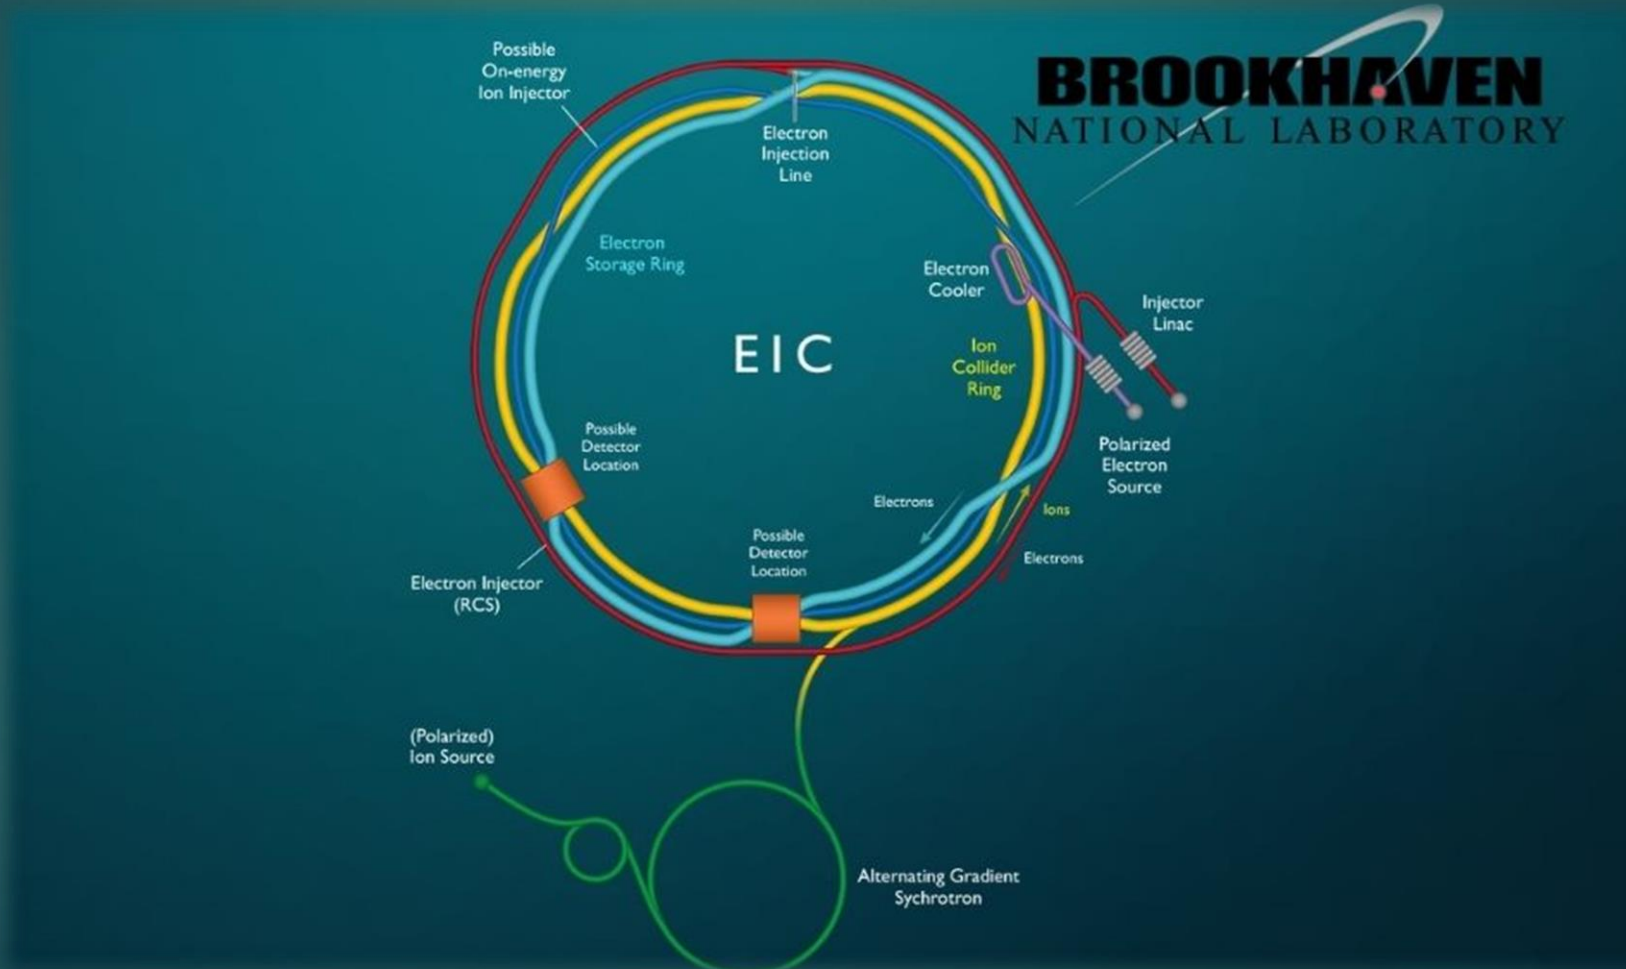 Possible
On-energy
Ion Injector
BROOKHAVEN
NATIONAL LABORATORY
Electron
Injection
Line
Electron
Storage Ring
Electron
Cooler
Injector
Linac
EIC
Ion
Collider
Ring
Possible
Detector
Location
Polarized
Electron
Source
Electrons
Ions
Possible
Detector
Location
Electrons
Electron Injector
(RCS)
(Polarized)
Ion Source
Alternating Gradient
Sychrotron